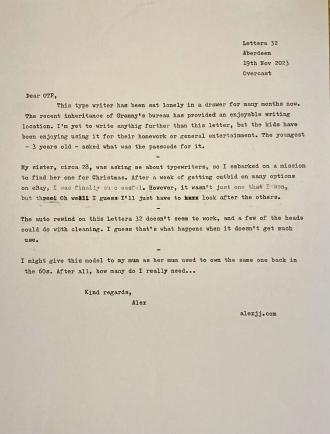 Lettera 32
Aberdeen
19th Nov 2023
Overcast
Dear OTP,
This type writer has been sat lonely in a drawer for many months now.
The recent inheritance of Granny's bureau has provided an enjoyable writing
location. I'm yet to write anythig further than this letter, but the kids have
been enjoying using it for their homework or general entertainment. The youngest
- 3 years old - asked what the passcode for it.
-
My sister, circa 28, was asking me about typewriters, so I embarked on a mission
to find her one for Christmas. After a week of getting outbid on many options
on eBay, I was finally successful. However, it wasn't just one that I won,
but three! Oh well I guess I'll just have to look after the others.
-
The auto rewind on this Lettera 32 doesn't seem to work, and a few of the heads
could do with cleaning. I guess that's what happens when it doesn't get much
use.
-
I might give this model to my mum as her mum used to own the same one back in
the 60s. After all, how many do I really need...
Kind regards,
Alex
alexjj.com